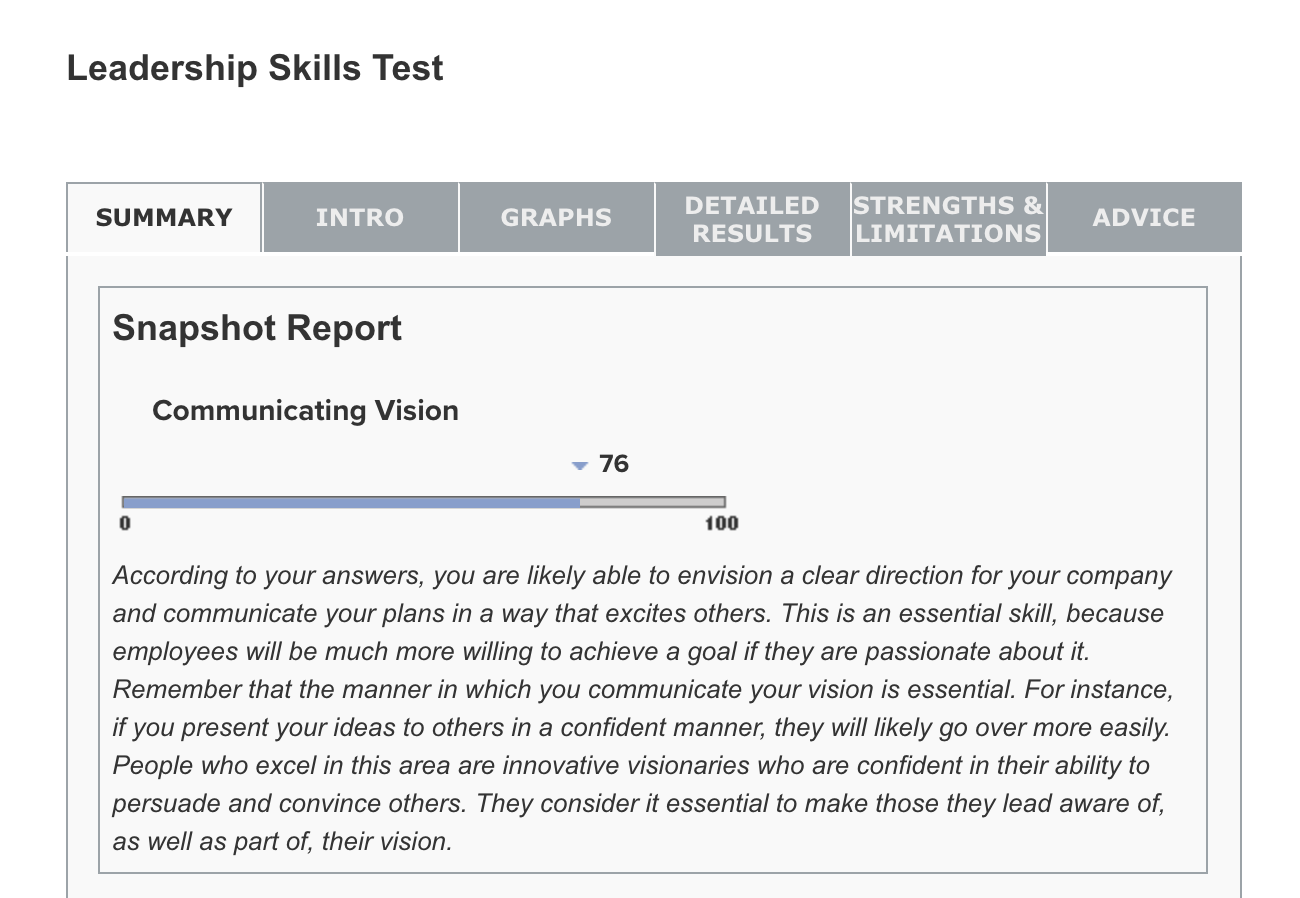 Leadership Skills Test
SUMMARY
INTRO
GRAPHS
DETAILED
RESULTS
STRENGTHS &
LIMITATIONS
ADVICE
Snapshot Report
Communicating Vision
76
0
100
According to your answers, you are likely able to envision a clear direction for your company
and communicate your plans in a way that excites others. This is an essential skill, because
employees will be much more willing to achieve a goal if they are passionate about it.
Remember that the manner in which you communicate your vision is essential. For instance,
if you present your ideas to others in a confident manner, they will likely go over more easily.
People who excel in this area are innovative visionaries who are confident in their ability to
persuade and convince others. They consider it essential to make those they lead aware of,
as well as part of, their vision.